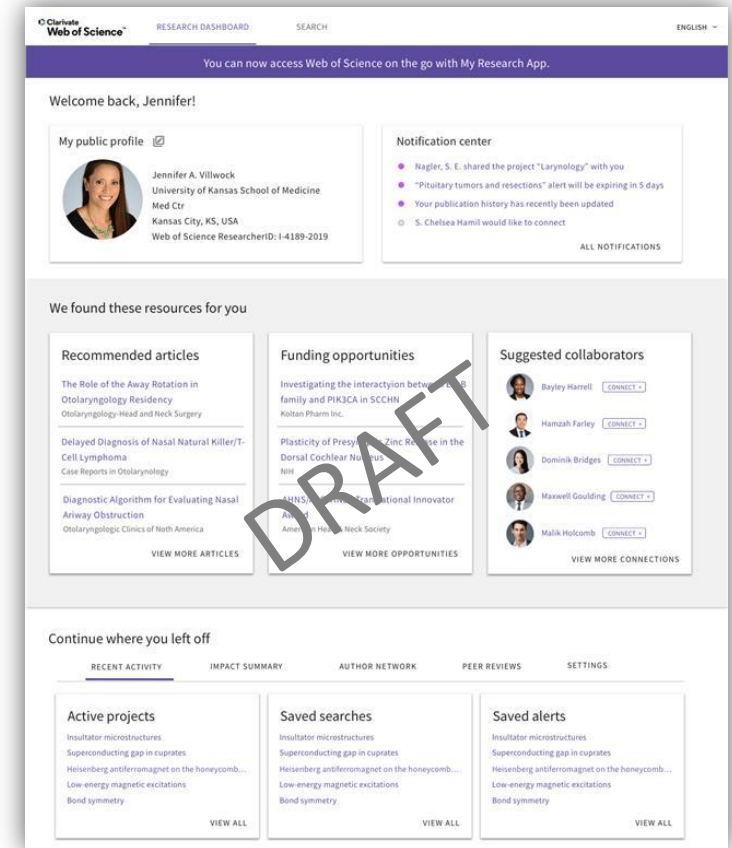 Clarivate
Web of Science™
RESEARCH DASHBOARD
SEARCH
ENGLISH
You can now access Web of Science on the go with My Research App.
Welcome back, Jennifer!
My public profile
Jennifer A. Villwock
University of Kansas School of Medicine
Med Ctr
Kansas City, KS, USA
Web of Science ResearcherID: I-4189-2019
Notification center
Nagler, S. E. shared the project "Larynology" with you
"Pituitary tumors and resections" alert will be expiring in 5 days
Your publication history has recently been updated
S. Chelsea Hamil would like to connect
ALL NOTIFICATIONS
We found these resources for you
Recommended articles
The Role of the Away Rotation in
Otolaryngology Residency
Otolaryngology-Head and Neck Surgery
Delayed Diagnosis of Nasal Natural Killer/T-
Cell Lymphoma
Case Reports in Otolarynology
Diagnostic Algorithm for Evaluating Nasal
Ariway Obstruction
Otolaryngologic Clinics of Noth America
VIEW MORE ARTICLES
Funding opportunities
Investigating the interactyion between
family and PIK3CA in SCCHN
Koltan Pharm Inc.
Plasticity of Zinc in the
Dorsal Cochlear Nucleus
NIH
Innovator
Neck Society
VIEW MORE OPPORTUNITIES
Suggested collaborators
Bayley Harrell
CONNECT +
Hamzah Farley
CONNECT +
Dominik Bridges
CONNECT +
Maxwell Goulding
CONNECT +
Malik Holcomb
CONNECT +
VIEW MORE CONNECTIONS
DRAFT
Continue where you left off
RECENT ACTIVITY
IMPACT SUMMARY
AUTHOR NETWORK
PEER REVIEWS
SETTINGS
Active projects
Insultator microstructures
Superconducting gap in cuprates
Heisenberg antiferromagnet on the honeycomb...
Low-energy magnetic excitations
Bond symmetry
VIEW ALL
Saved searches
Insultator microstructures
Superconducting gap in cuprates
Heisenberg antiferromagnet on the honeycomb...
Low-energy magnetic excitations
Bond symmetry
VIEW ALL
Saved alerts
Insultator microstructures
Superconducting gap in cuprates
Heisenberg antiferromagnet on the honeycomb...
Low-energy magnetic excitations
Bond symmetry
VIEW ALL